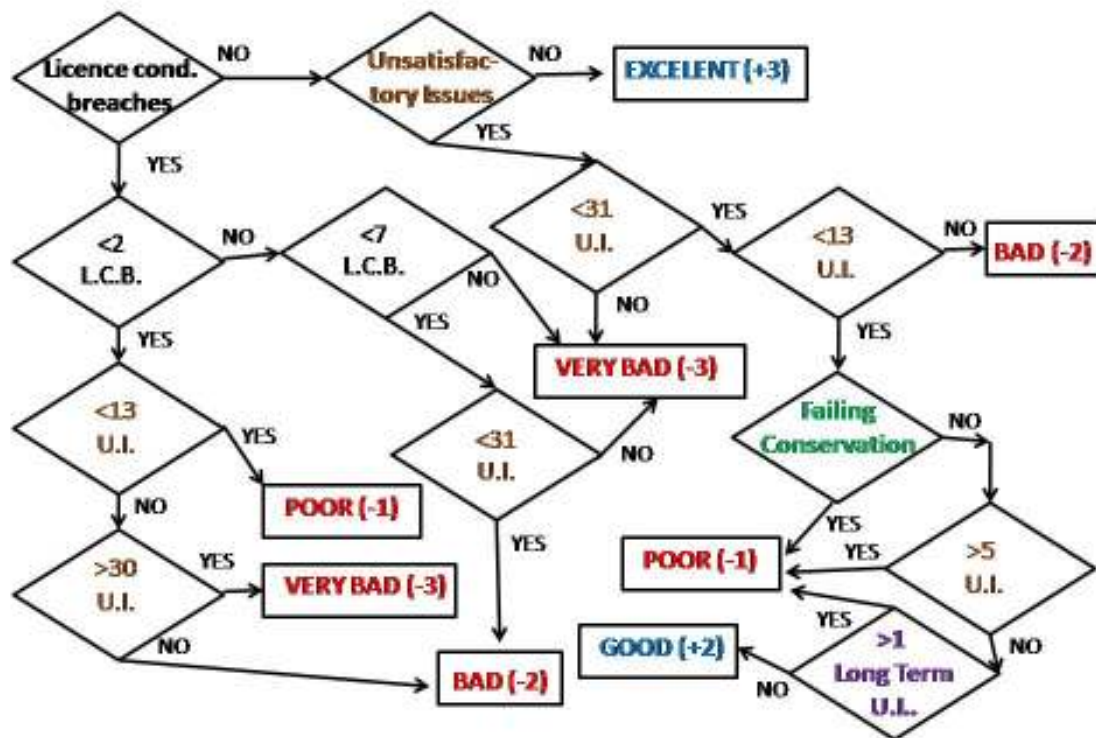 Licence cond.
breaches
NO
Unsatisfac-
tory Issues
NO
EXCELENT (+3)
YES
YES
<2
L.C.B.
NO
<7
L.C.B.
NO
YES
<31
U.I.
YES
NO
<13
U.I.
NO
BAD (-2)
YES
YES
VERY BAD (-3)
<13
U.I.
YES
NO
POOR (-1)
<31
U.I.
NO
YES
Failing
Conservation
NO
YES
>30
U.I.
YES
VERY BAD (-3)
NO
POOR (-1)
YES
>5
U.I.
NO
YES
>1
Long Term
U.I..
NO
GOOD (+2)
BAD (-2)